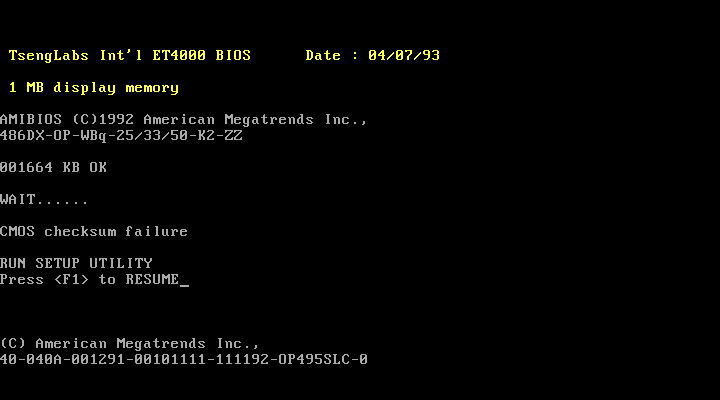 TsengLabs Int'l ET4000 BIOS Date : 04/07/93
1 MB display memory
AMIBIOS (C)1992 American Megatrends Inc.,
486DX-OP-WBq-25/33/50-K2-ZZ
001664 KB OK
WAIT......
CMOS checksum failure
RUN SETUP UTILITY
Press <F1> to RESUME_
(C) American Megatrends Inc.,
40-040A-001291-00101111-111192-OP495SLC-0